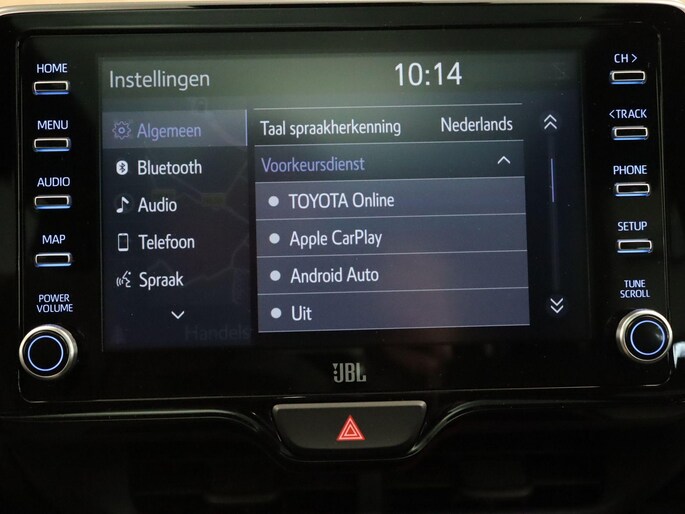 HOME
MENU
AUDIO
MAP
POWER
VOLUME
Instellingen
10:14
Algemeen
Bluetooth
Audio
Telefoon
Spraak
Taal spraakherkenning Nederlands
Voorkeursdienst
TOYOTA Online
Apple CarPlay
Android Auto
Uit
CH >
< TRACK
PHONE
SETUP
TUNE
SCROLL
JBL